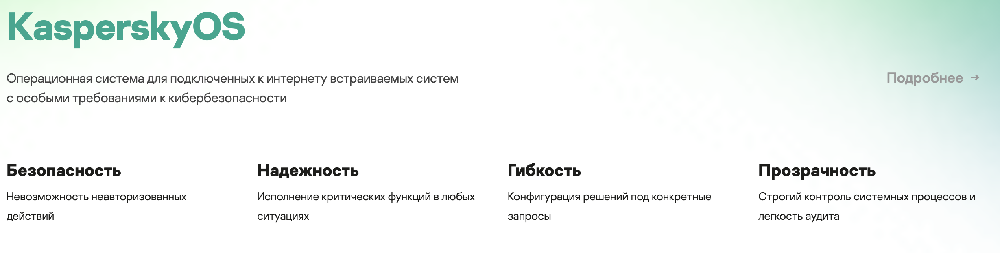 KasperskyOS
Операционная система для подключенных к интернету встраиваемых систем
с особыми требованиями к кибербезопасности
Подробнее →
Безопасность
Невозможность неавторизованных
действий
Надежность
Исполнение критических функций в любых
ситуациях
Гибкость
Конфигурация решений под конкретные
запросы
Прозрачность
Строгий контроль системных процессов и
легкость аудита